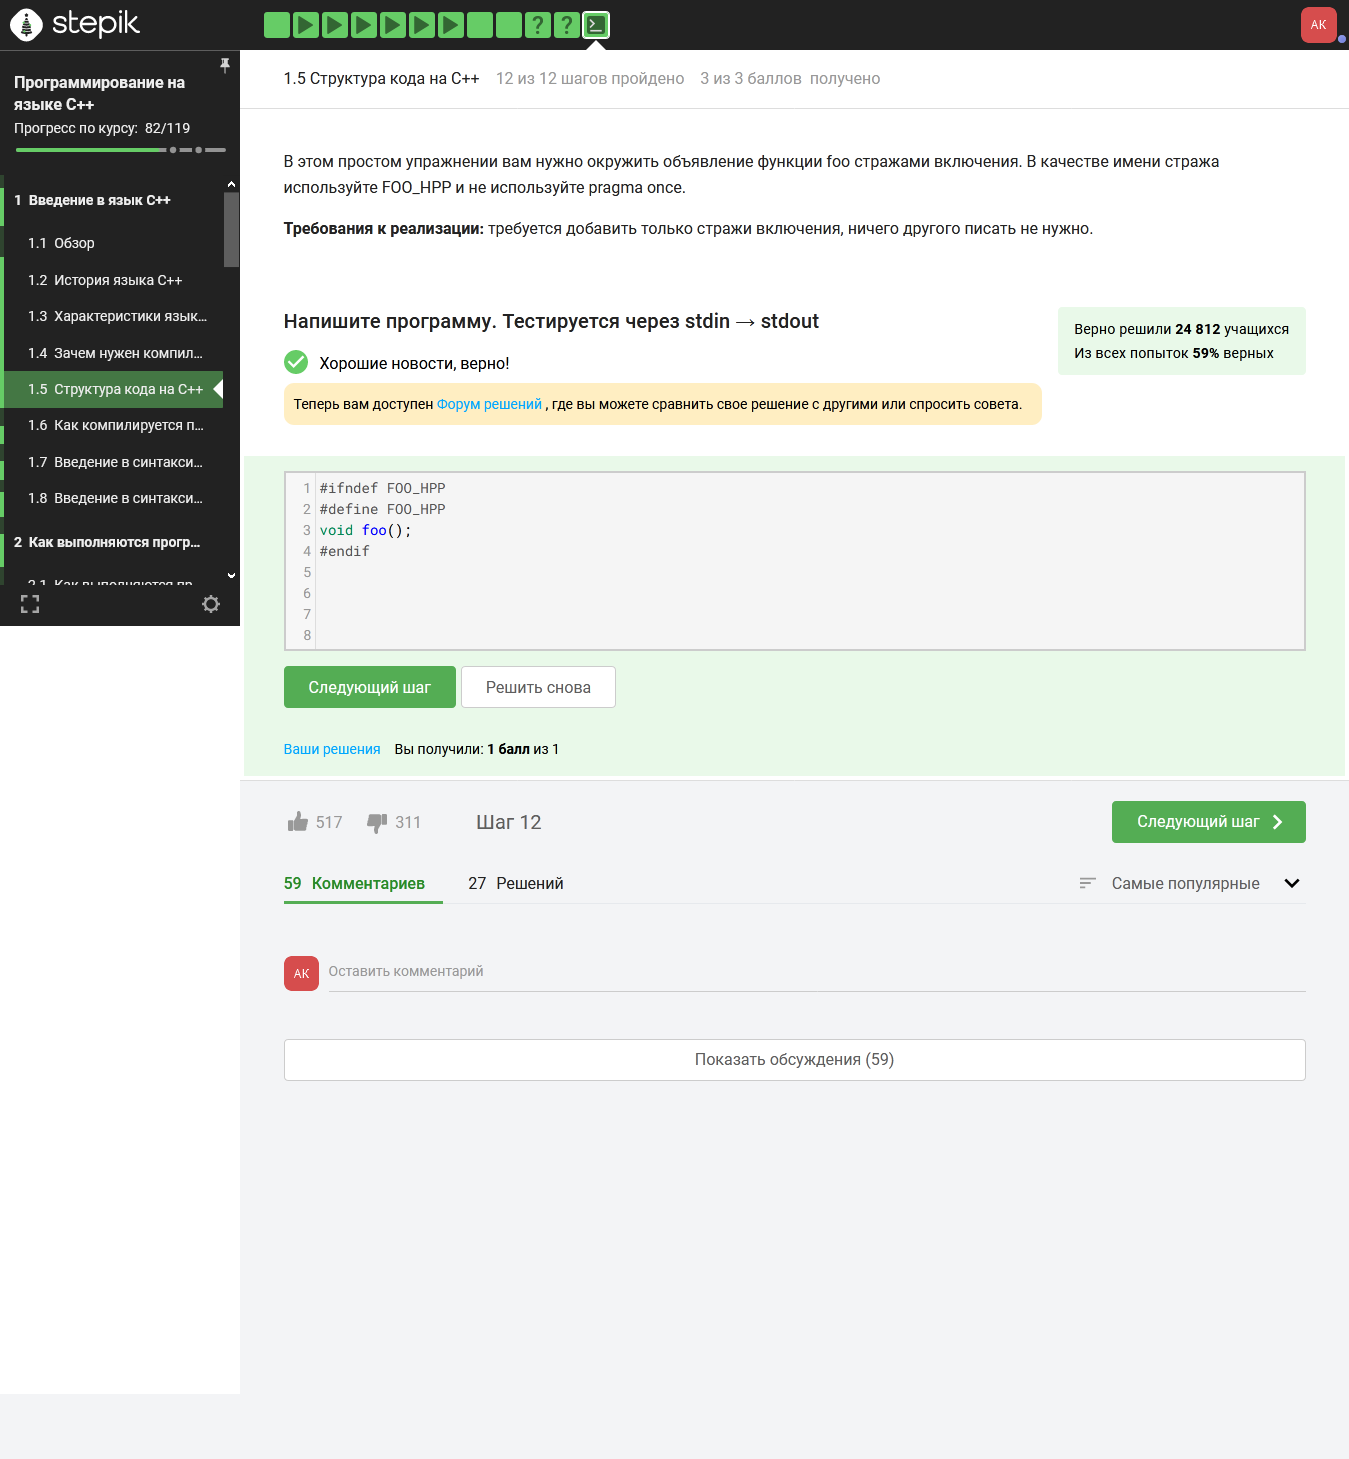 stepik
? ?
АК
Программирование на
языке C++
Прогресс по курсу: 82/119
1 Введение в язык C++
1.1 Обзор
1.2 История языка C++
1.3 Характеристики язык...
1.4 Зачем нужен компил...
1.5 Структура кода на C++
1.6 Как компилируется п...
1.7 Введение в синтакси...
1.8 Введение в синтакси...
2 Как выполняются прогр...
2.1 Как выполняются пр
1.5 Структура кода на C++ 12 из 12 шагов пройдено 3 из 3 баллов получено
В этом простом упражнении вам нужно окружить объявление функции foo стражами включения. В качестве имени стража
используйте FOO_HPP и не используйте pragma once.
Требования к реализации: требуется добавить только стражи включения, ничего другого писать не нужно.
Напишите программу. Тестируется через stdin → stdout
Верно решили 24 812 учащихся
Из всех попыток 59% верных
Хорошие новости, верно!
Теперь вам доступен Форум решений , где вы можете сравнить свое решение с другими или спросить совета.
1 #ifndef FOO_HPP
2 #define FOO_HPP
3 void foo();
4 #endif
5
6
7
8
Следующий шаг Решить снова
Ваши решения Вы получили: 1 балл из 1
517 311 Шаг 12 Следующий шаг
59 Комментариев 27 Решений Самые популярные
АК Оставить комментарий
Показать обсуждения (59)